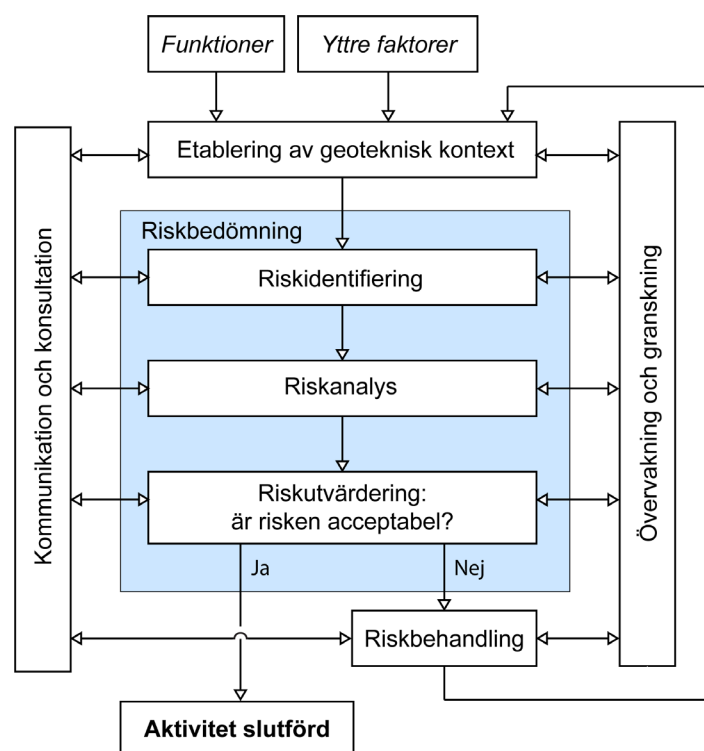 Funktioner
Yttre faktorer
Etablering av geoteknisk kontext
Kommunikation och konsultation
Riskbedömning
Riskidentifiering
Riskanalys
Riskutvärdering:
är risken acceptabel?
Ja
Nej
Övervakning och granskning
Riskbehandling
Aktivitet slutförd